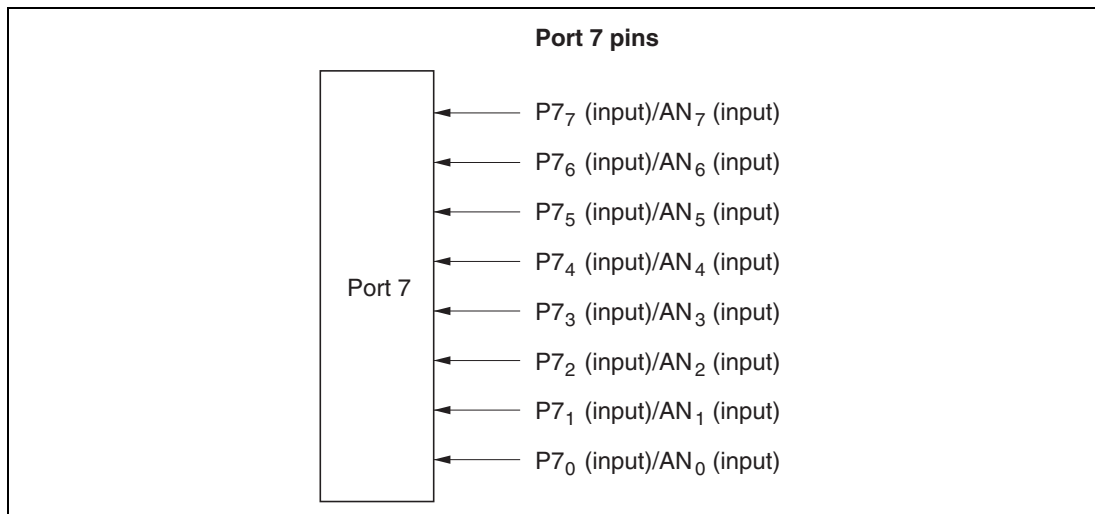 Port 7 pins
P7₇ (input)/AN₇ (input)
P7₆ (input)/AN₆ (input)
P7₅ (input)/AN₅ (input)
P7₄ (input)/AN₄ (input)
Port 7
P7₃ (input)/AN₃ (input)
P7₂ (input)/AN₂ (input)
P7₁ (input)/AN₁ (input)
P7₀ (input)/AN₀ (input)